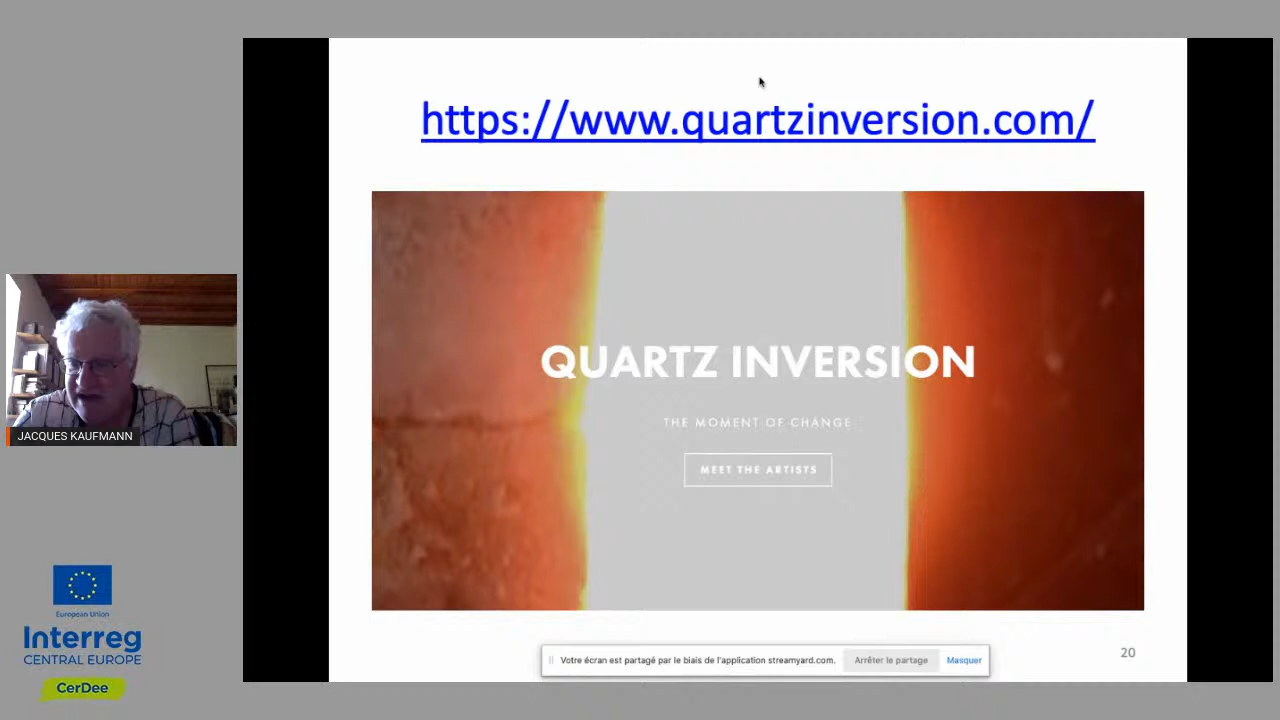 https://www.quartzinversion.com/
QUARTZ INVERSION
THE MOMENT OF CHANGE
MEET THE ARTISTS
JACQUES KAUFMANN
European Union
Interreg
CENTRAL EUROPE
CerDee
Votre écran est partagé par le biais de l'application streamyard.com. Arrêter le partage Masquer
20